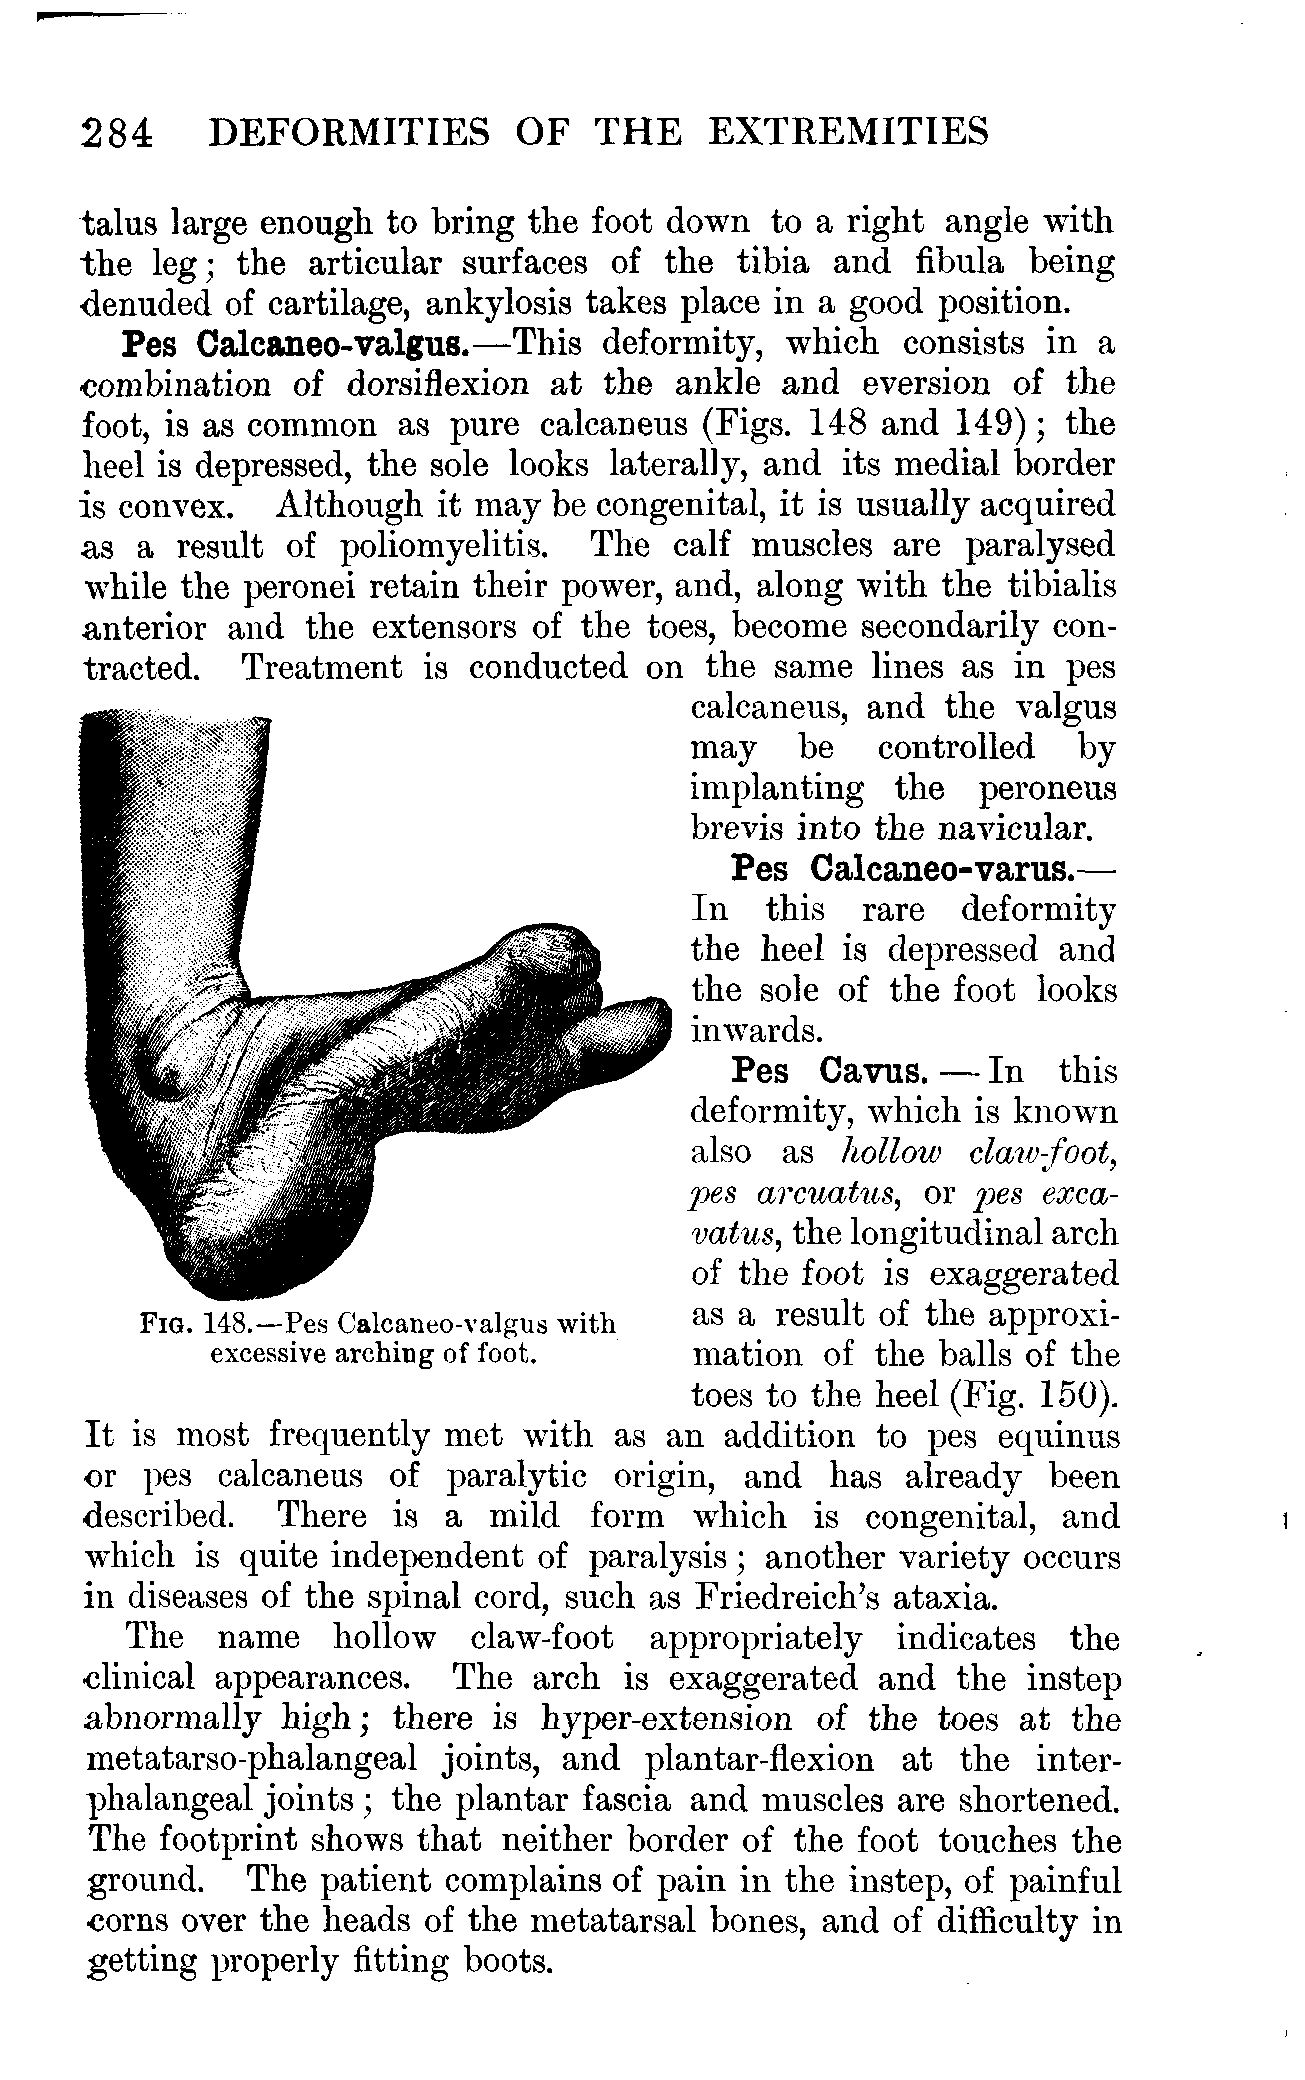 284 DEFORMITIES OF THE EXTREMITIES
talus large enough to bring the foot down to a right angle with
the leg; the articular surfaces of the tibia and fibula being
denuded of cartilage, ankylosis takes place in a good position.
Pes Calcaneo-valgus.—This deformity, which consists in a
combination of dorsiflexion at the ankle and eversion of the
foot, is as common as pure calcaneus (Figs. 148 and 149); the
heel is depressed, the sole looks laterally, and its medial border
is convex. Although it may be congenital, it is usually acquired
as a result of poliomyelitis. The calf muscles are paralysed
while the peronei retain their power, and, along with the tibialis
anterior and the extensors of the toes, become secondarily con-
tracted. Treatment is conducted on the same lines as in pes
calcaneus, and the valgus
may be controlled by
implanting the peroneus
brevis into the navicular.
Pes Calcaneo-varus.—
In this rare deformity
the heel is depressed and
the sole of the foot looks
inwards.
Pes Cavus.—In this
deformity, which is known
also as hollow claw-foot,
pes arcuatus, or pes exca-
vatus, the longitudinal arch
of the foot is exaggerated
as a result of the approxi-
mation of the balls of the
toes to the heel (Fig. 150).
FIG. 148.—Pes Calcaneo-valgus with
excessive arching of foot.
It is most frequently met with as an addition to pes equinus
or pes calcaneus of paralytic origin, and has already been
described. There is a mild form which is congenital, and
which is quite independent of paralysis; another variety occurs
in diseases of the spinal cord, such as Friedreich's ataxia.
The name hollow claw-foot appropriately indicates the
clinical appearances. The arch is exaggerated and the instep
abnormally high; there is hyper-extension of the toes at the
metatarso-phalangeal joints, and plantar-flexion at the inter-
phalangeal joints; the plantar fascia and muscles are shortened.
The footprint shows that neither border of the foot touches the
ground. The patient complains of pain in the instep, of painful
corns over the heads of the metatarsal bones, and of difficulty in
getting properly fitting boots.